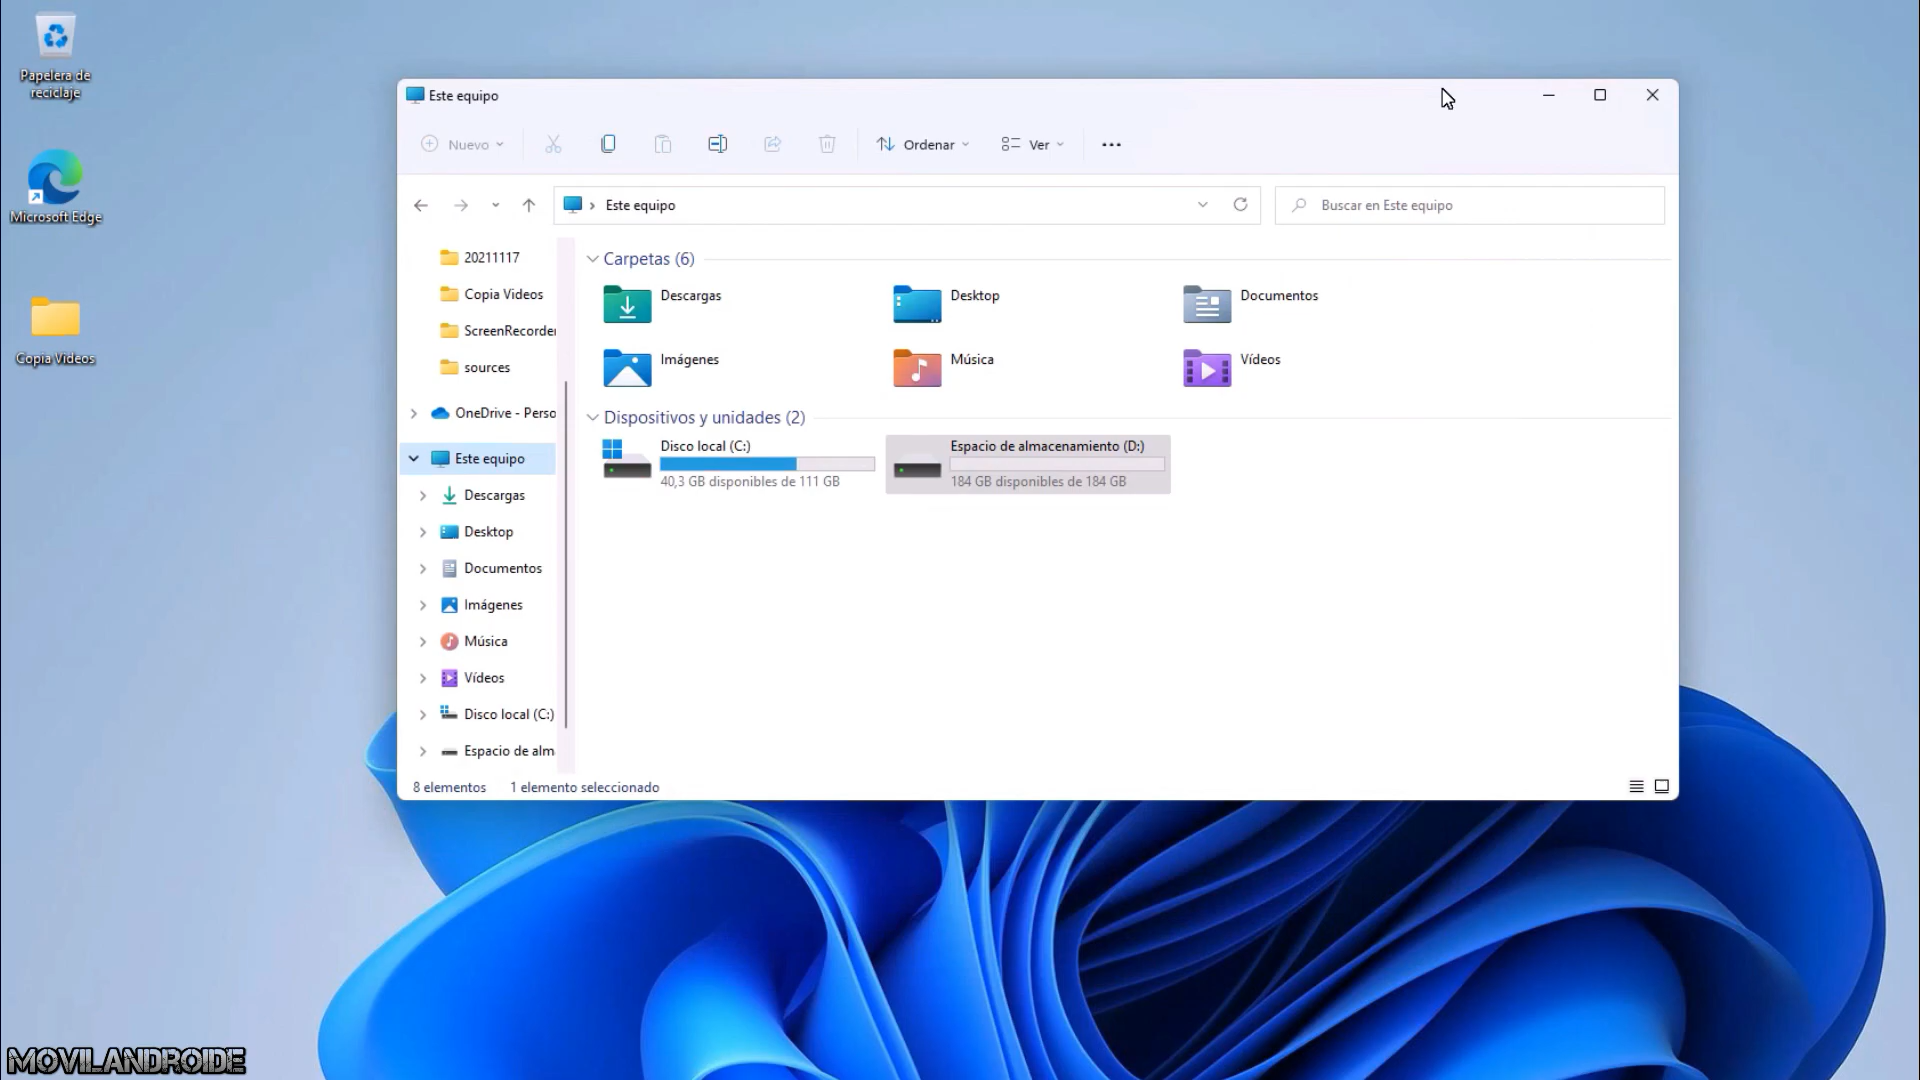 Papelera de
reciclaje
Microsoft Edge
Copia Videos
Este equipo
Nuevo
Ordenar
Ver
Este equipo
Buscar en Este equipo
20211117
Copia Videos
ScreenRecorder
sources
OneDrive - Perso
Este equipo
Descargas
Desktop
Documentos
Imágenes
Música
Vídeos
Disco local (C:)
Espacio de alm
Carpetas (6)
Descargas
Desktop
Documentos
Imágenes
Música
Vídeos
Dispositivos y unidades (2)
Disco local (C:)
40,3 GB disponibles de 111 GB
Espacio de almacenamiento (D:)
184 GB disponibles de 184 GB
8 elementos
1 elemento seleccionado
MOVILANDROIDE